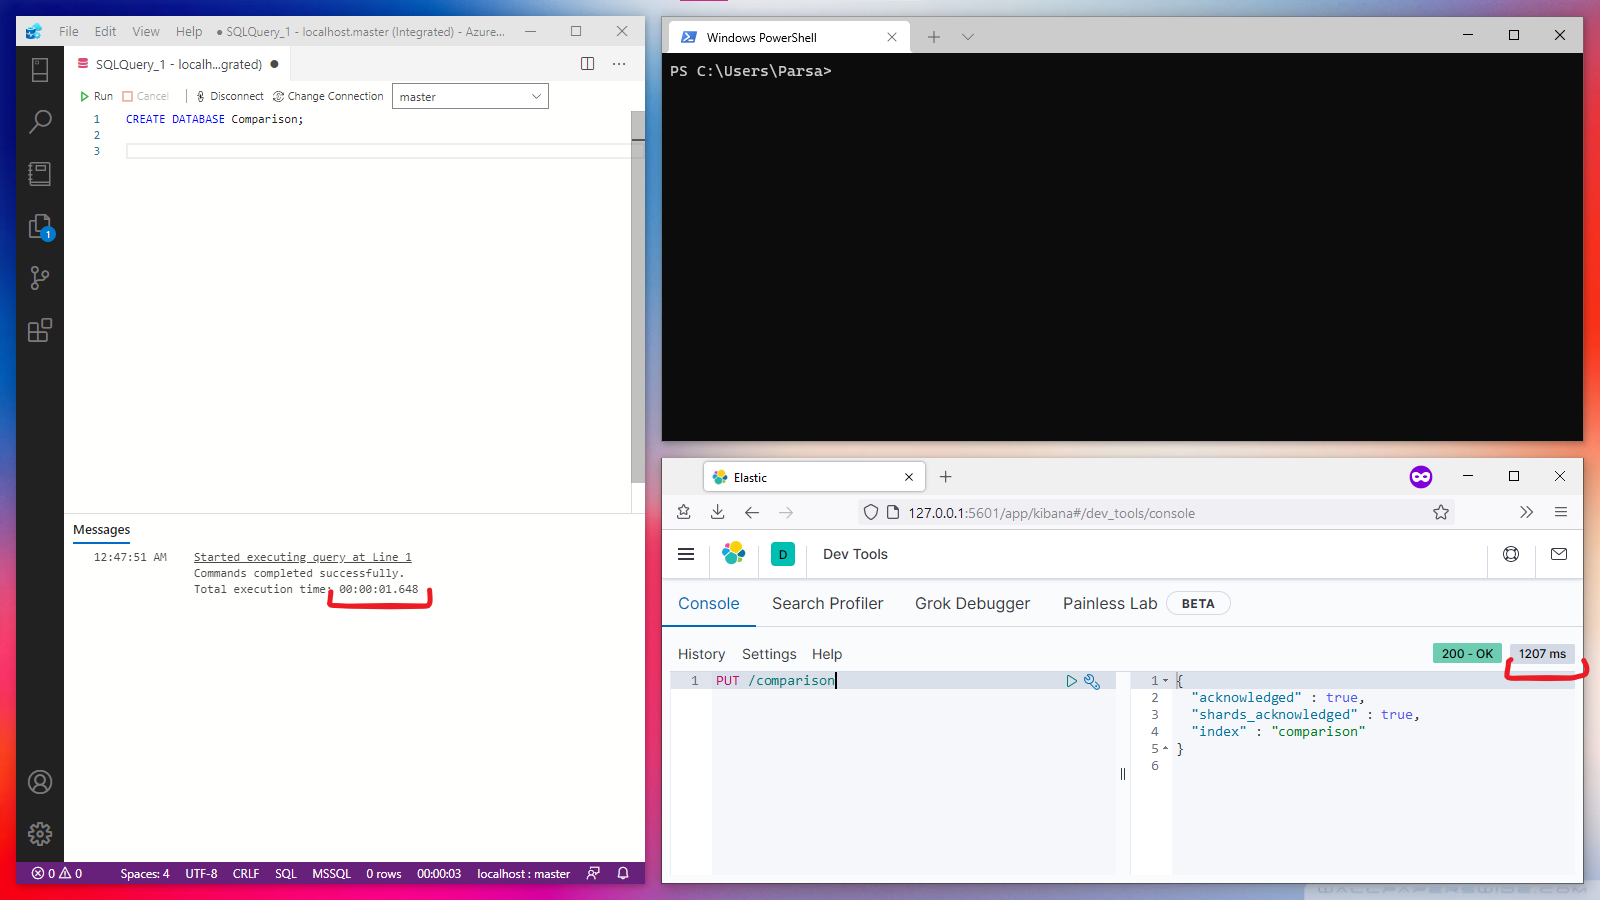 File Edit View Help ● SQLQuery_1 - localhost.master (Integrated) - Azure...
SQLQuery_1 - localh...grated) ●
Run Cancel Disconnect Change Connection master
1 CREATE DATABASE Comparison;
2
3
Messages
12:47:51 AM Started executing query at Line 1
Commands completed successfully.
Total execution time: 00:00:01.648
1
0 0 Spaces: 4 UTF-8 CRLF SQL MSSQL 0 rows 00:00:03 localhost : master
Windows PowerShell
PS C:\Users\Parsa>
Elastic
127.0.0.1:5601/app/kibana#/dev_tools/console
D Dev Tools
Console Search Profiler Grok Debugger Painless Lab BETA
History Settings Help 200 - OK 1207 ms
1 PUT /comparison
1 {
2 "acknowledged" : true,
3 "shards_acknowledged" : true,
4 "index" : "comparison"
5 }
6
WALLPAPERSWISE.COM